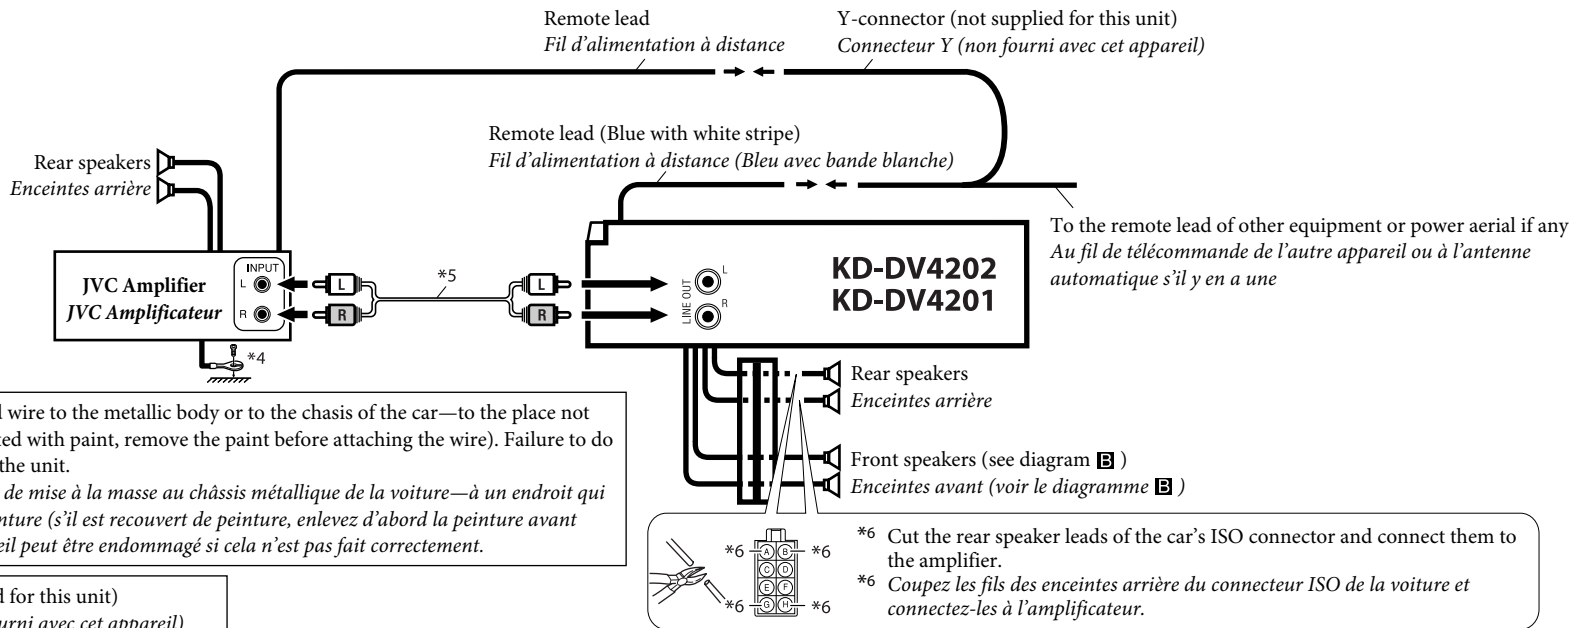 Remote lead
Fil d'alimentation à distance
Y-connector (not supplied for this unit)
Connecteur Y (non fourni avec cet appareil)
Remote lead (Blue with white stripe)
Fil d'alimentation à distance (Bleu avec bande blanche)
Rear speakers
Enceintes arrière
To the remote lead of other equipment or power aerial if any
Au fil de télécommande de l'autre appareil ou à l'antenne
automatique s'il y en a une
JVC Amplifier
JVC Amplificateur
INPUT
L
R
L
R
*5
L
R
LINE OUT
L
R
KD-DV4202
KD-DV4201
*4
Rear speakers
Enceintes arrière
Front speakers (see diagram B )
Enceintes avant (voir le diagramme B )
wire to the metallic body or to the chasis of the car—to the place not
with paint, remove the paint before attaching the wire). Failure to do
the unit.
de mise à la masse au châssis métallique de la voiture—à un endroit qui
(s'il est recouvert de peinture, enlevez d'abord la peinture avant
peut être endommagé si cela n'est pas fait correctement.
for this unit)
avec cet appareil)
*6 A B *6
C D
E F
*6 G H *6
*6 Cut the rear speaker leads of the car's ISO connector and connect them to
the amplifier.
*6 Coupez les fils des enceintes arrière du connecteur ISO de la voiture et
connectez-les à l'amplificateur.